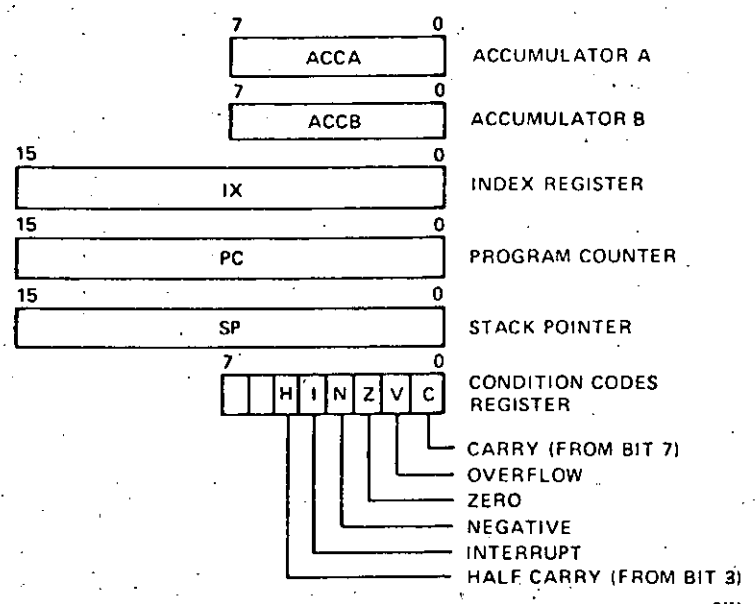 7 0
ACCA ACCUMULATOR A
7 0
ACCB ACCUMULATOR B
15 0
IX INDEX REGISTER
15 0
PC PROGRAM COUNTER
15 0
SP STACK POINTER
7 0
H I N Z V C CONDITION CODES
REGISTER
CARRY (FROM BIT 7)
OVERFLOW
ZERO
NEGATIVE
INTERRUPT
HALF CARRY (FROM BIT 3)